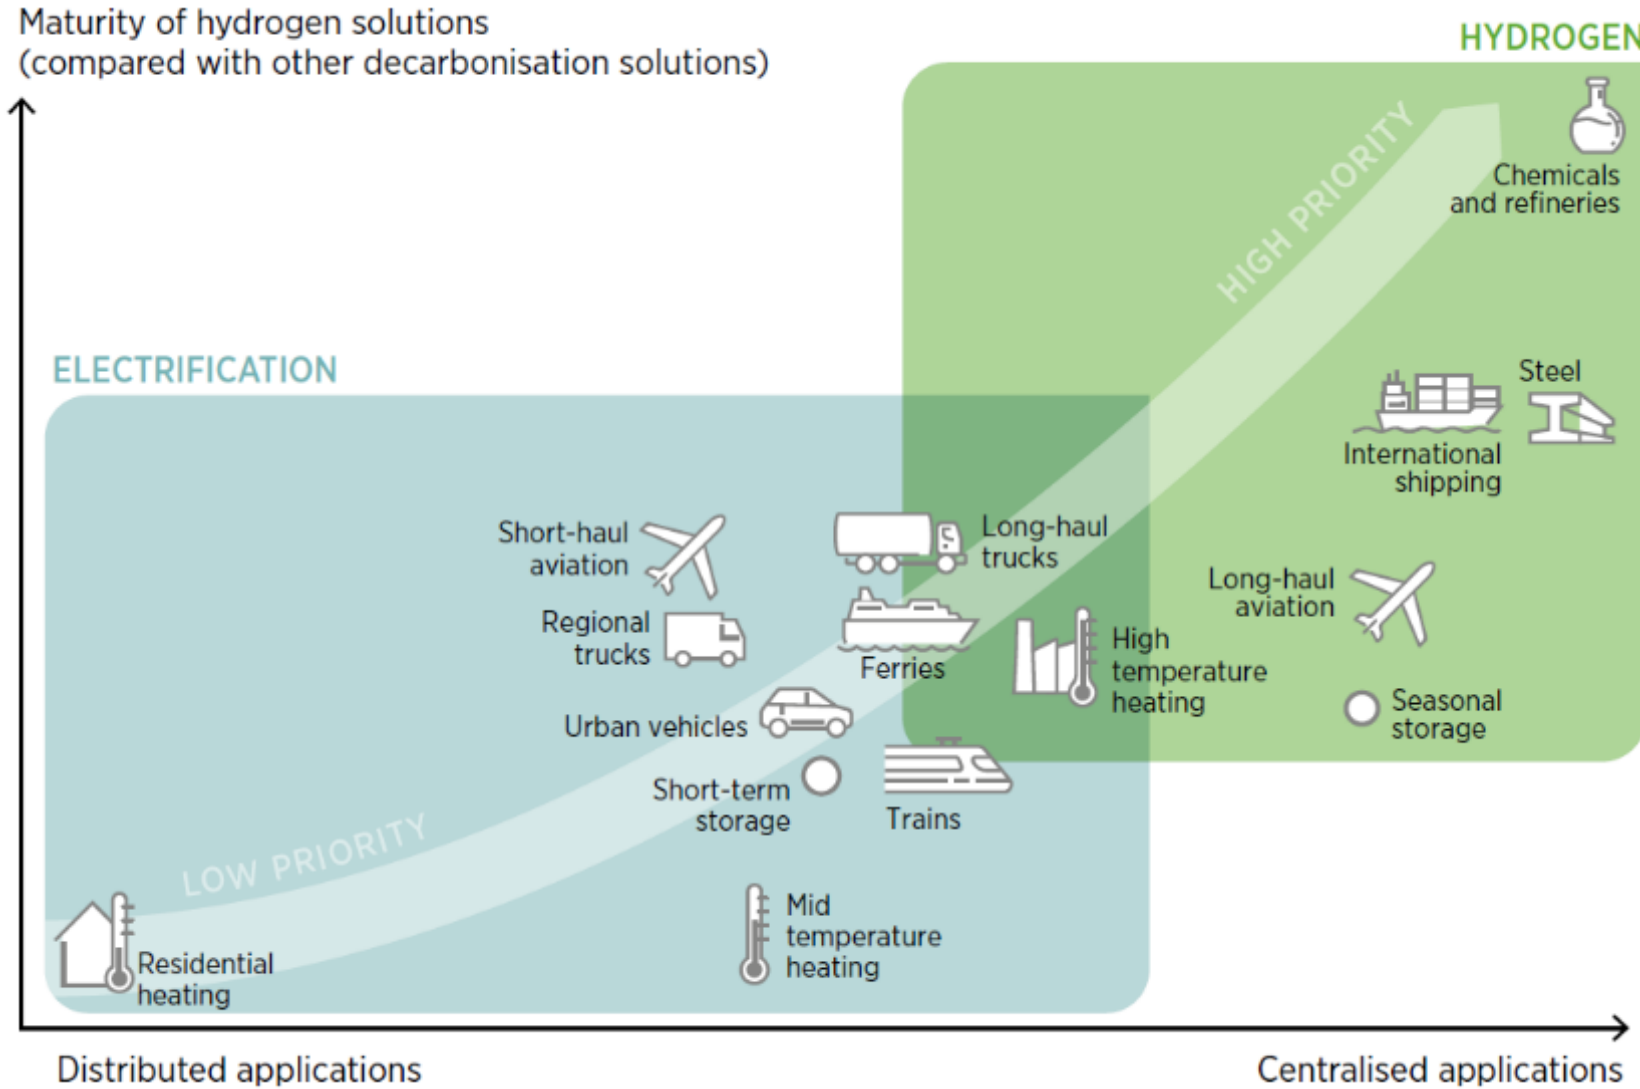 Maturity of hydrogen solutions
(compared with other decarbonisation solutions)
HYDROGEN
HIGH PRIORITY
Chemicals
and refineries
ELECTRIFICATION
Steel
International
shipping
Short-haul
aviation
Long-haul
trucks
Long-haul
aviation
Regional
trucks
Ferries
High
temperature
heating
Seasonal
storage
Urban vehicles
Short-term
storage
Trains
LOW PRIORITY
Mid
temperature
heating
Residential
heating
Distributed applications
Centralised applications